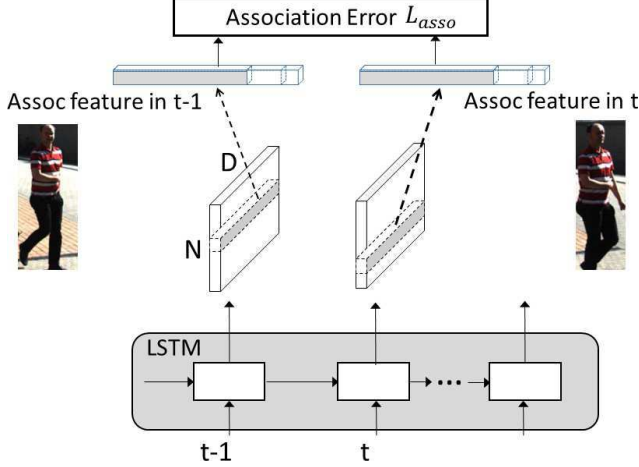 Association Error L_asso
Assoc feature in t-1
Assoc feature in t
D
N
LSTM
...
t-1
t